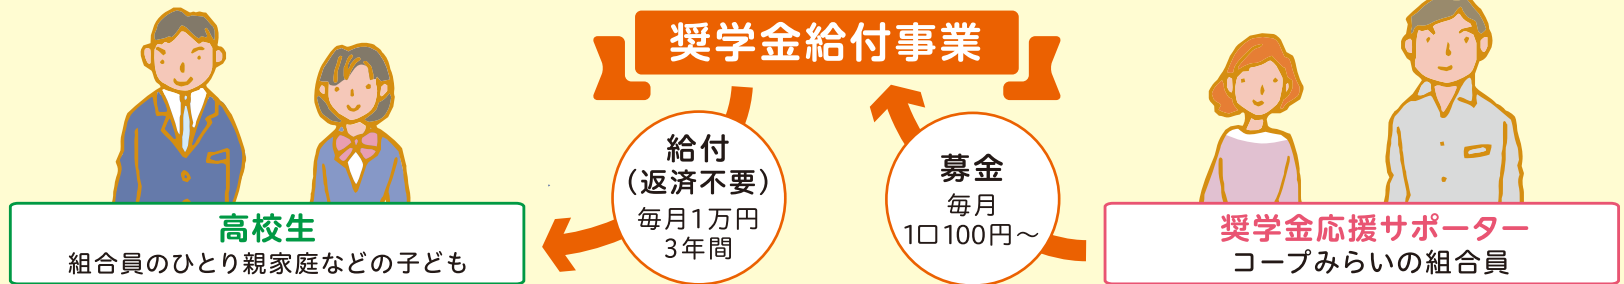 奨学金給付事業
給付
（返済不要）
毎月1万円
3年間
募金
毎月
1口100円～
高校生
組合員のひとり親家庭などの子ども
奨学金応援サポーター
コープみらいの組合員